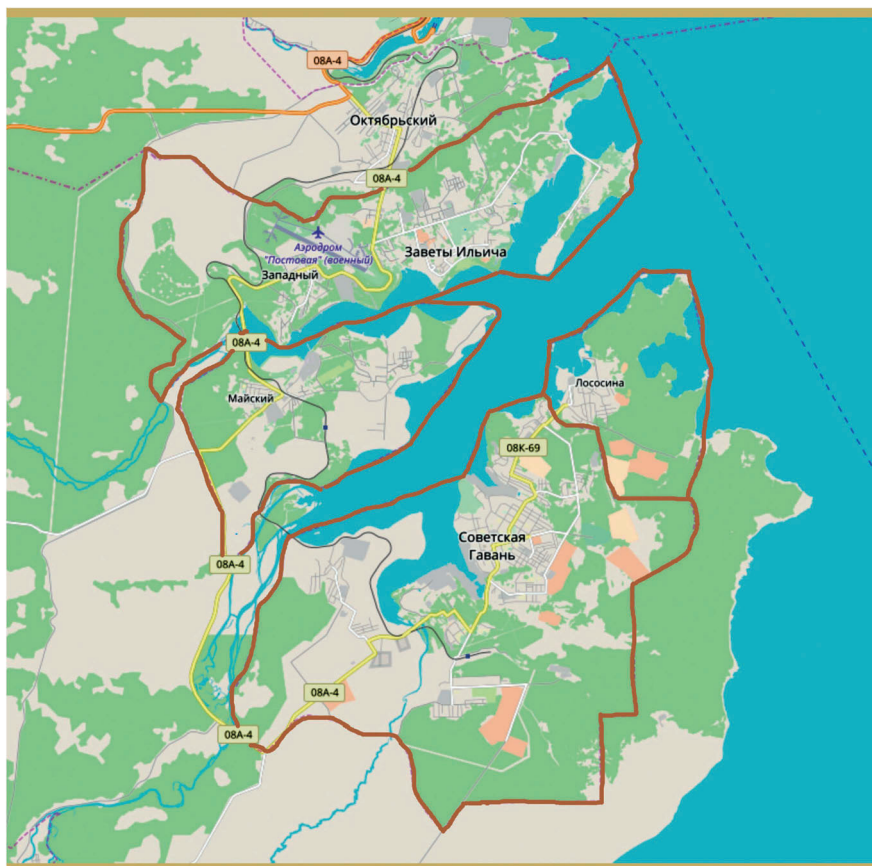 08А-4
Октябрьский
08А-4
Аэродром
"Постовая" (военный)
Заветы Ильича
Западный
08А-4
Майский
Лососина
08К-69
Советская
Гавань
08А-4
08А-4
08А-4